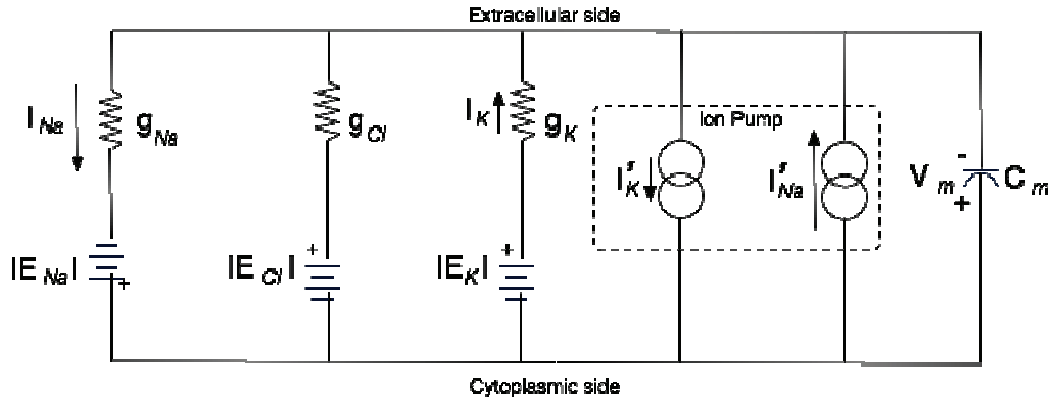 Extracellular side
I Na
g Na
g Cl
I K
g K
Ion Pump
I' K
I' Na
V m
-
+
C m
|E Na|
+
|E Cl|
+
|E K|
+
Cytoplasmic side